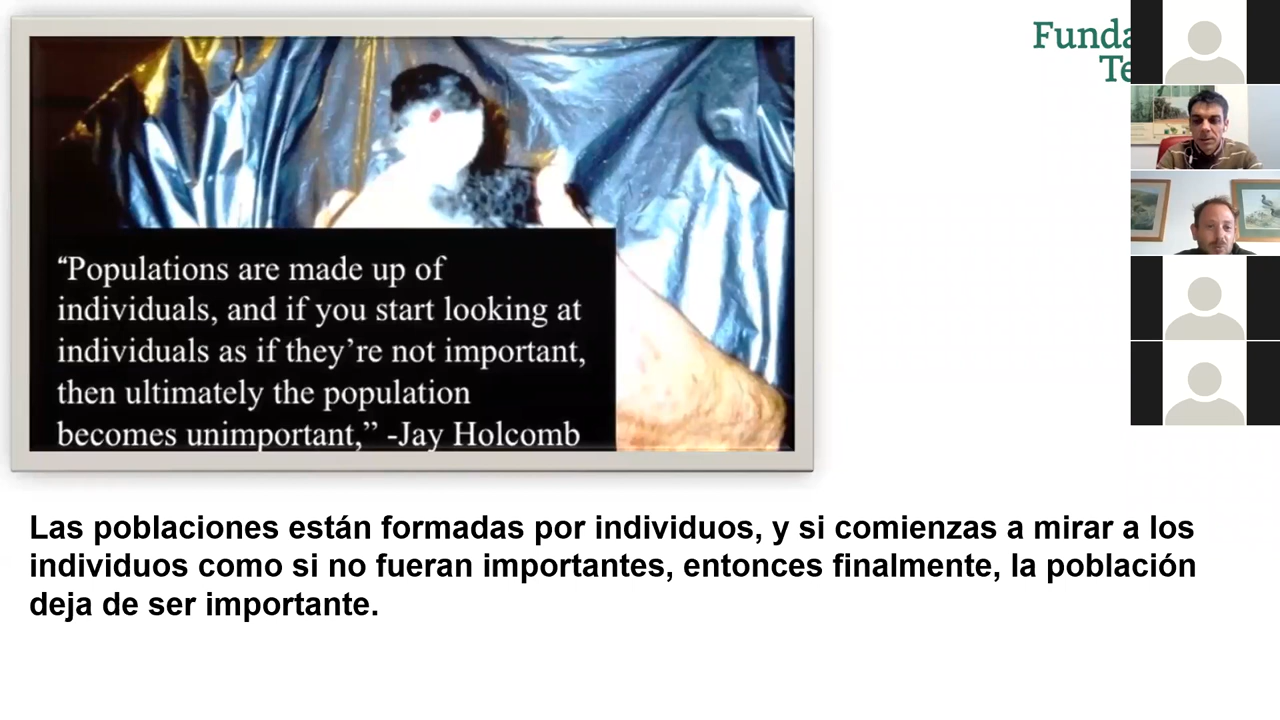 “Populations are made up of
individuals, and if you start looking at
individuals as if they’re not important,
then ultimately the population
becomes unimportant,” -Jay Holcomb
Las poblaciones están formadas por individuos, y si comienzas a mirar a los
individuos como si no fueran importantes, entonces finalmente, la población
deja de ser importante.